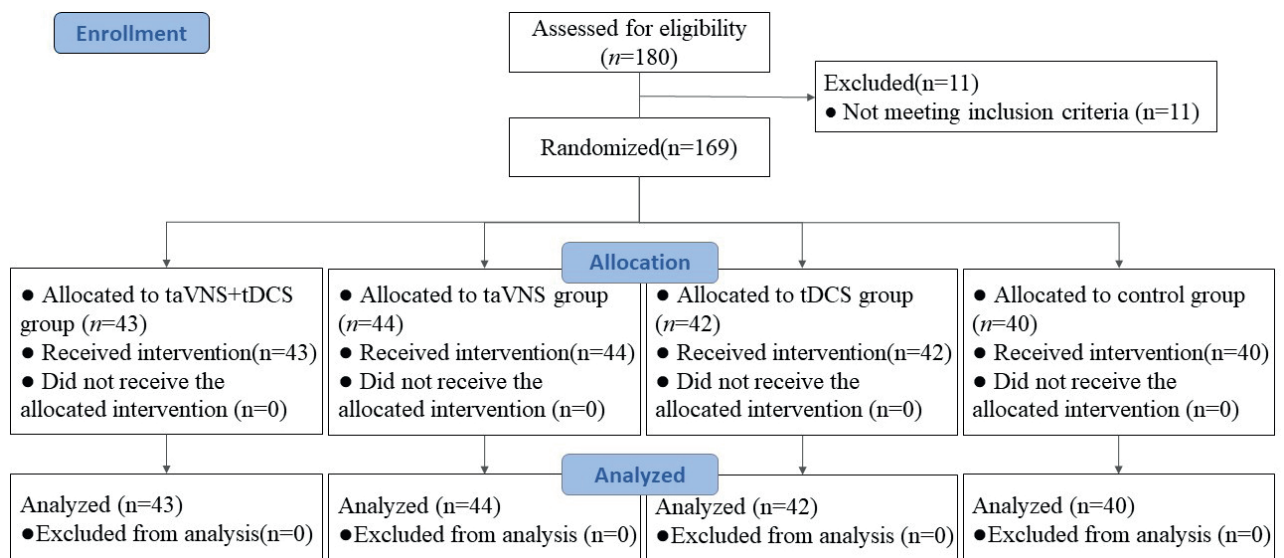 Enrollment
Assessed for eligibility
(n=180)
Excluded(n=11)
● Not meeting inclusion criteria (n=11)
Randomized(n=169)
Allocation
● Allocated to taVNS+tDCS
group (n=43)
● Received intervention(n=43)
● Did not receive the
allocated intervention (n=0)
● Allocated to taVNS group
(n=44)
● Received intervention(n=44)
● Did not receive the
allocated intervention (n=0)
● Allocated to tDCS group
(n=42)
● Received intervention(n=42)
● Did not receive the
allocated intervention (n=0)
● Allocated to control group
(n=40)
● Received intervention(n=40)
● Did not receive the
allocated intervention (n=0)
Analyzed
Analyzed (n=43)
●Excluded from analysis(n=0)
Analyzed (n=44)
●Excluded from analysis (n=0)
Analyzed (n=42)
●Excluded from analysis (n=0)
Analyzed (n=40)
●Excluded from analysis (n=0)